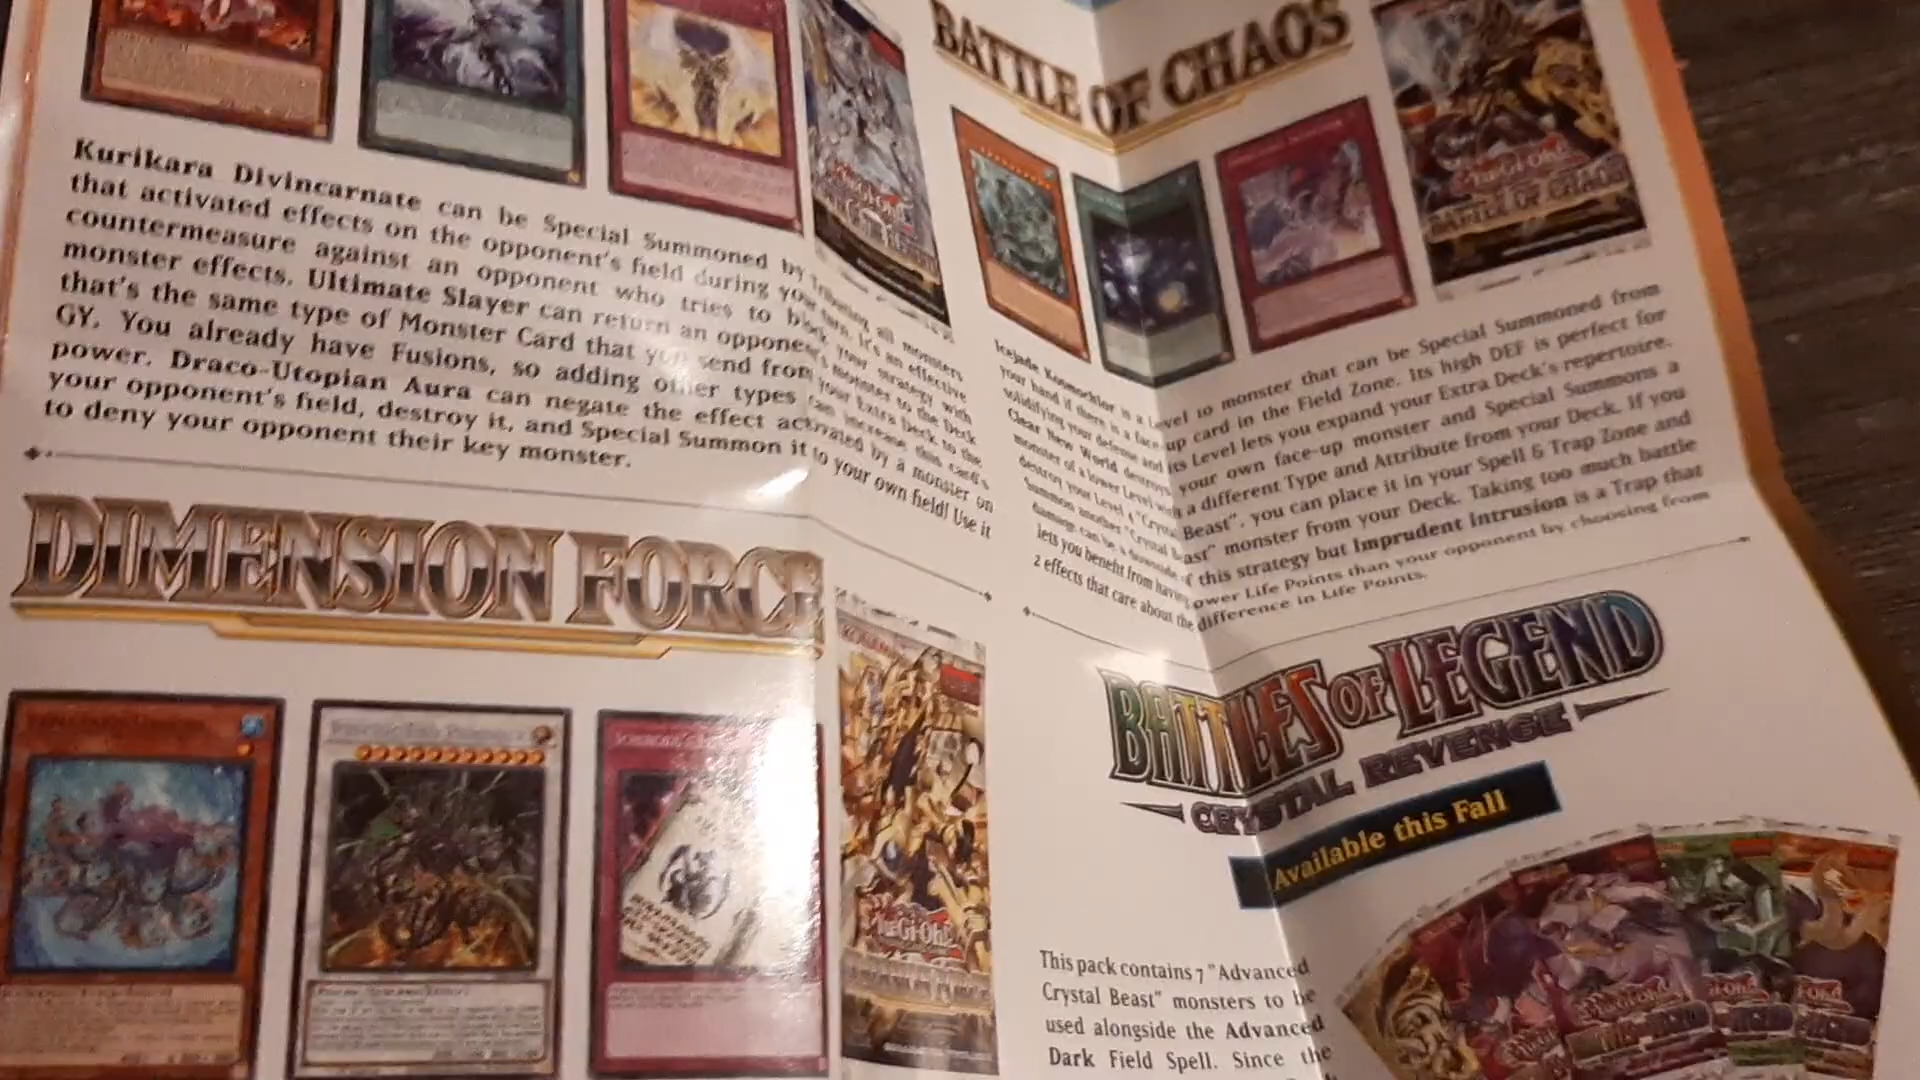 Kurikara Divincarnate can be Special Summoned by Tributing all monsters
that activated effects on the opponent's field during your turn. It's an effective
countermeasure against an opponent who tries to block your strategy with
monster effects. Ultimate Slayer can return an opponent's monster to the Deck
that's the same type of Monster Card that you send from your Extra Deck to the
GY. You already have Fusions, so adding other types can increase this card's
power. Draco-Utopian Aura can negate the effect activated by a monster on
your opponent's field, destroy it, and Special Summon it to your own field! Use it
to deny your opponent their key monster.
DIMENSION FORCE
Yu-Gi-Oh!
BATTLE OF CHAOS
Yu-Gi-Oh!
BATTLE OF CHAOS
Icejade Kosmochlor is a Level 10 monster that can be Special Summoned from
your hand if there is a face-up card in the Field Zone. Its high DEF is perfect for
solidifying your defense and its Level lets you expand your Extra Deck's repertoire.
Clear New World destroys your own face-up monster and Special Summons a
monster of a lower Level with a different Type and Attribute from your Deck. If you
destroy your Level 4 "Crystal Beast", you can place it in your Spell & Trap Zone and
Summon another "Crystal Beast" monster from your Deck. Taking too much battle
damage can be a downside of this strategy but Imprudent Intrusion is a Trap that
lets you benefit from having lower Life Points than your opponent by choosing from
2 effects that care about the difference in Life Points.
BATTLES OF LEGEND
CRYSTAL REVENGE
Available this Fall
This pack contains 7 "Advanced
Crystal Beast" monsters to be
used alongside the Advanced
Dark Field Spell. Since the